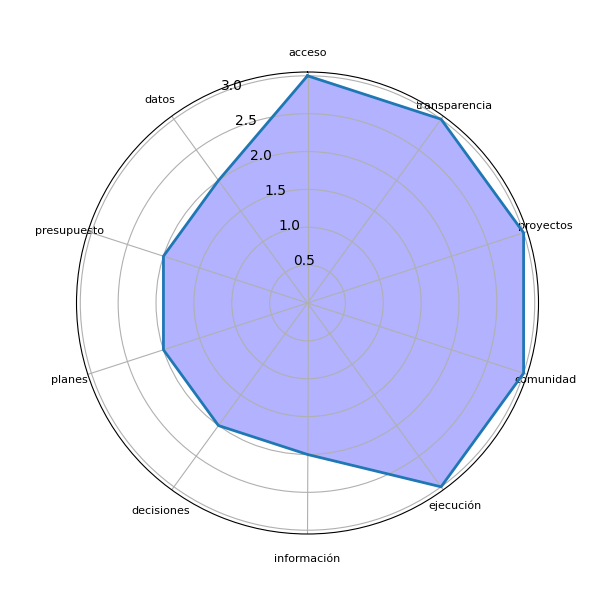 acceso
3.0
datos
transparencia
2.5
2.0
1.5
1.0
presupuesto
proyectos
0.5
planes
comunidad
decisiones
ejecución
información